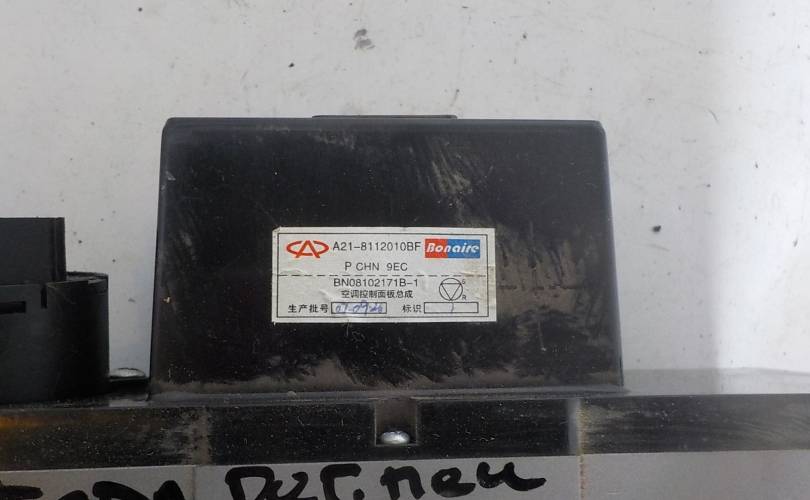 A21-8112010BF Bonaire
P CHN 9EC
BN08102171B-1
空调控制面板总成
S
R
生产批号 标识
печ